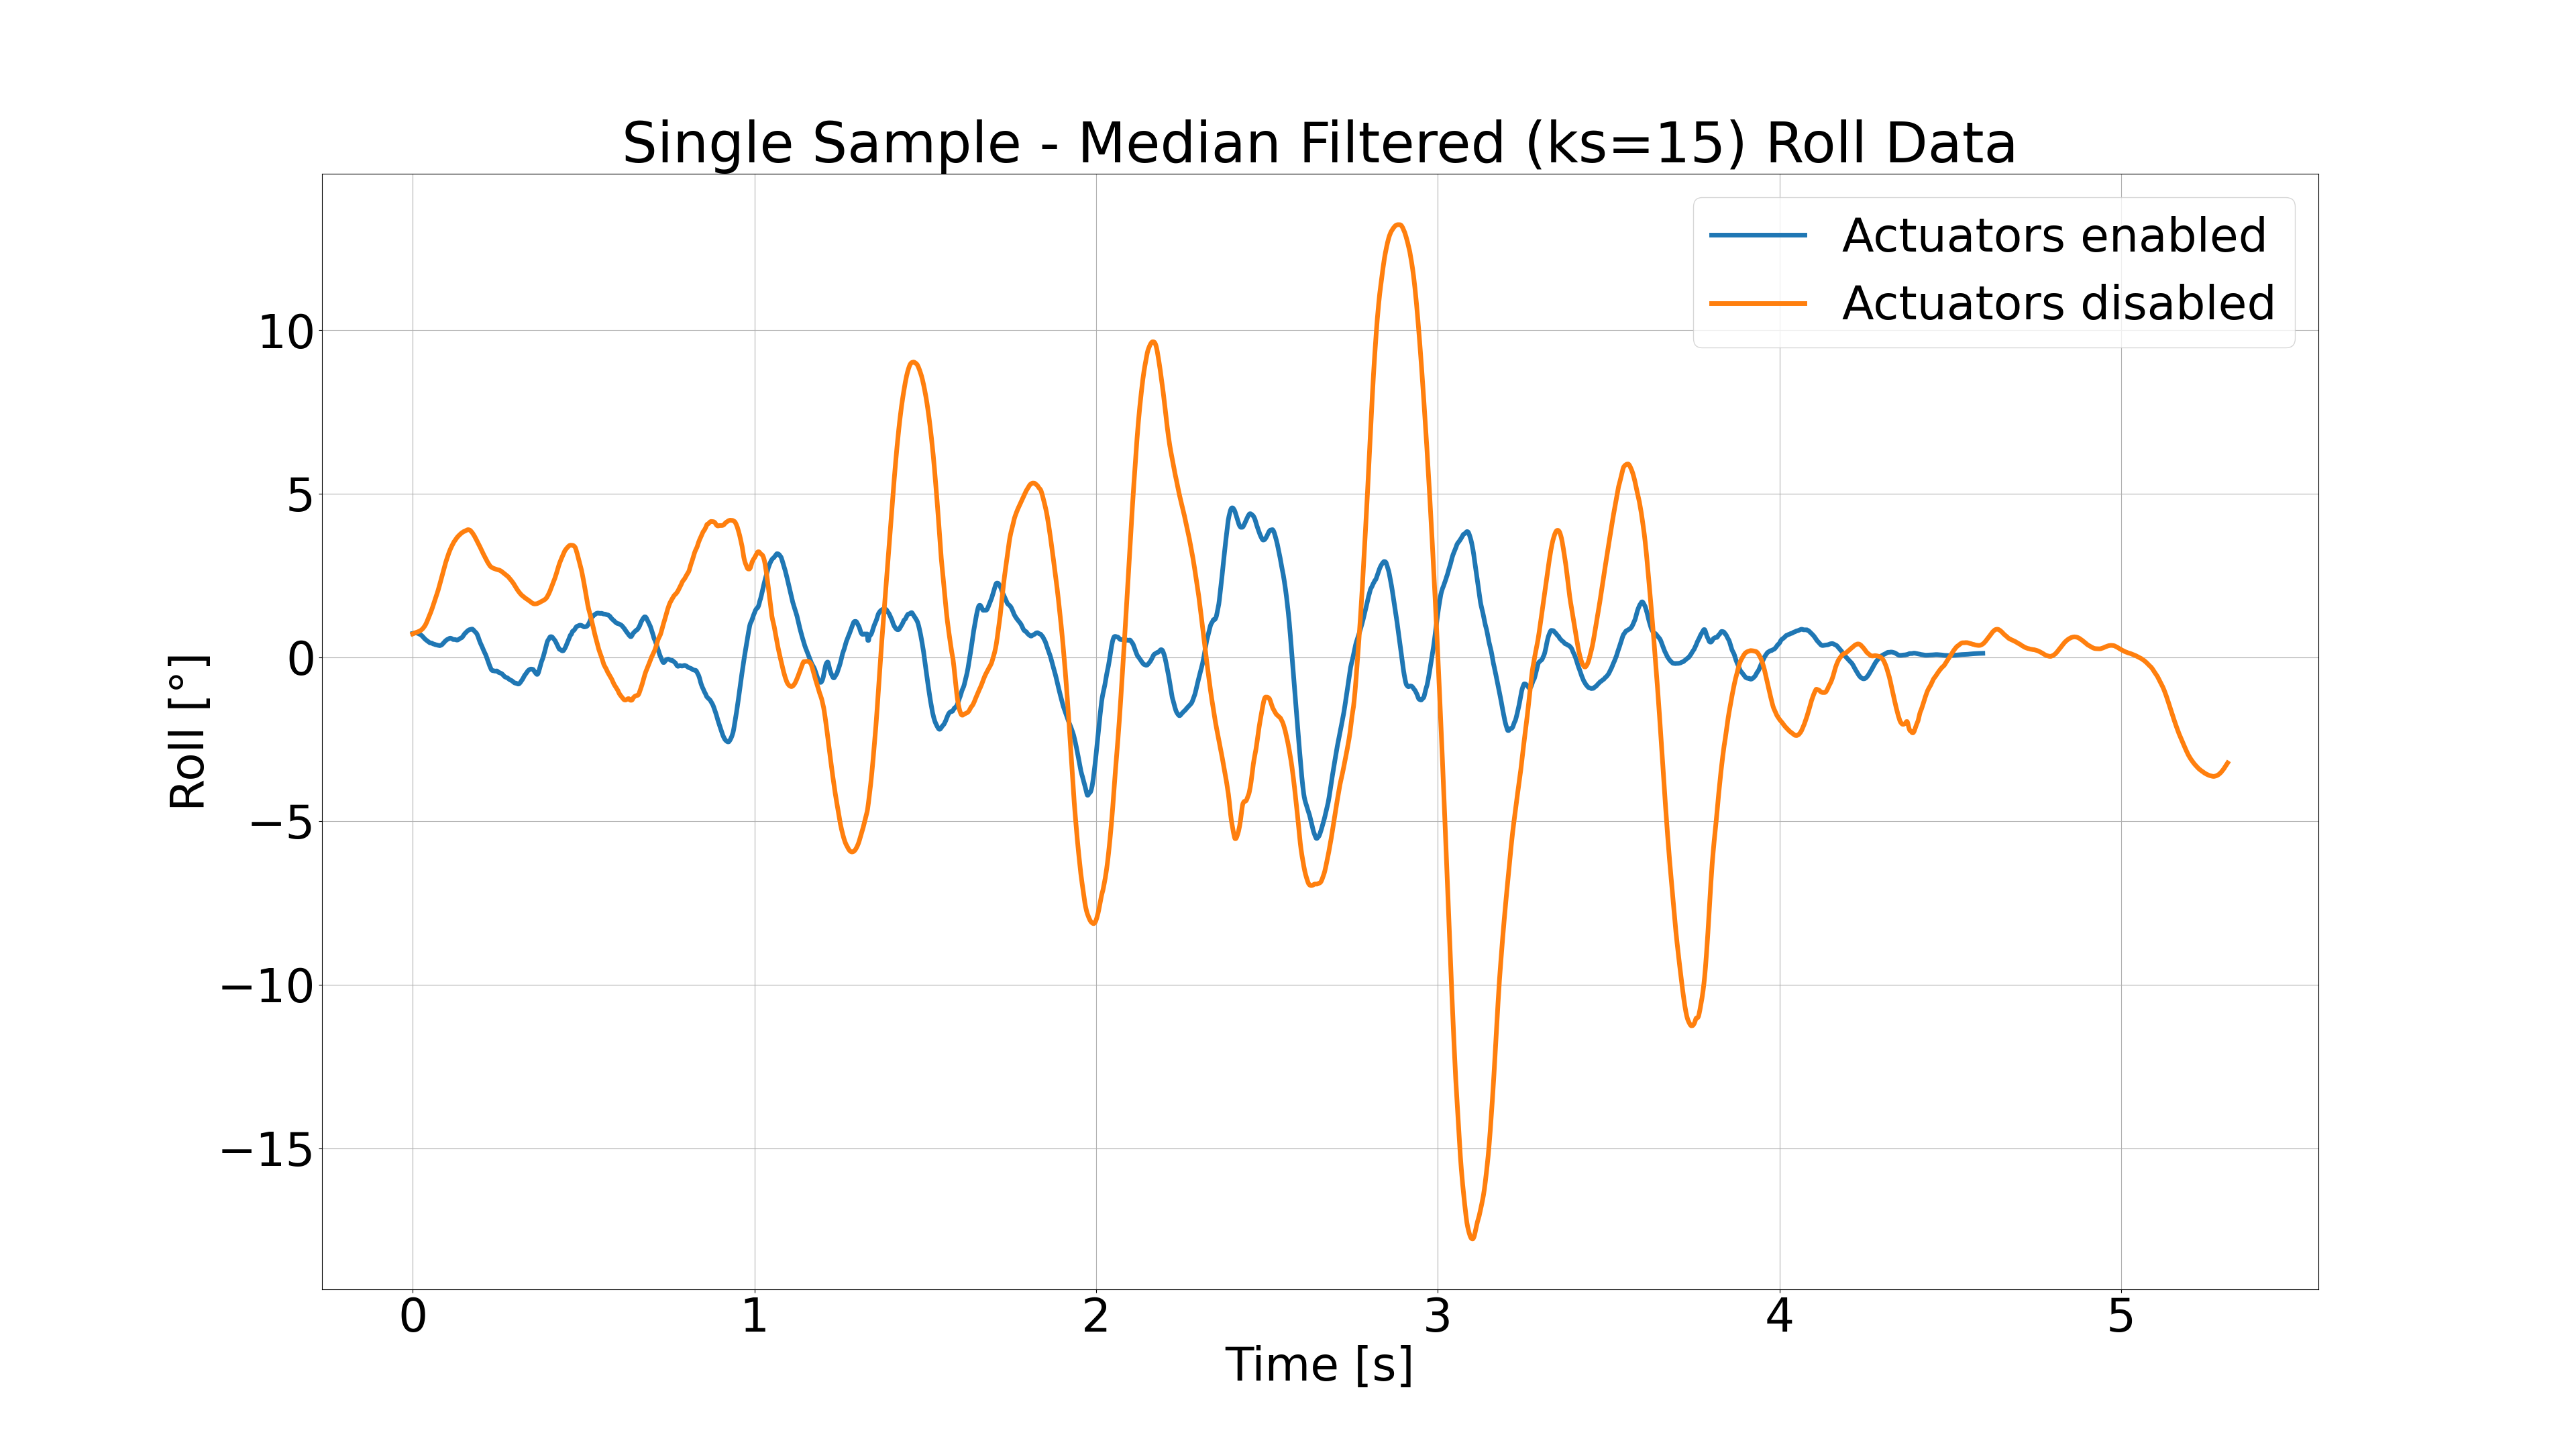 Single Sample - Median Filtered (ks=15) Roll Data
Actuators enabled
Actuators disabled
10
5
0
−5
−10
−15
Roll [°]
0 1 2 3 4 5
Time [s]